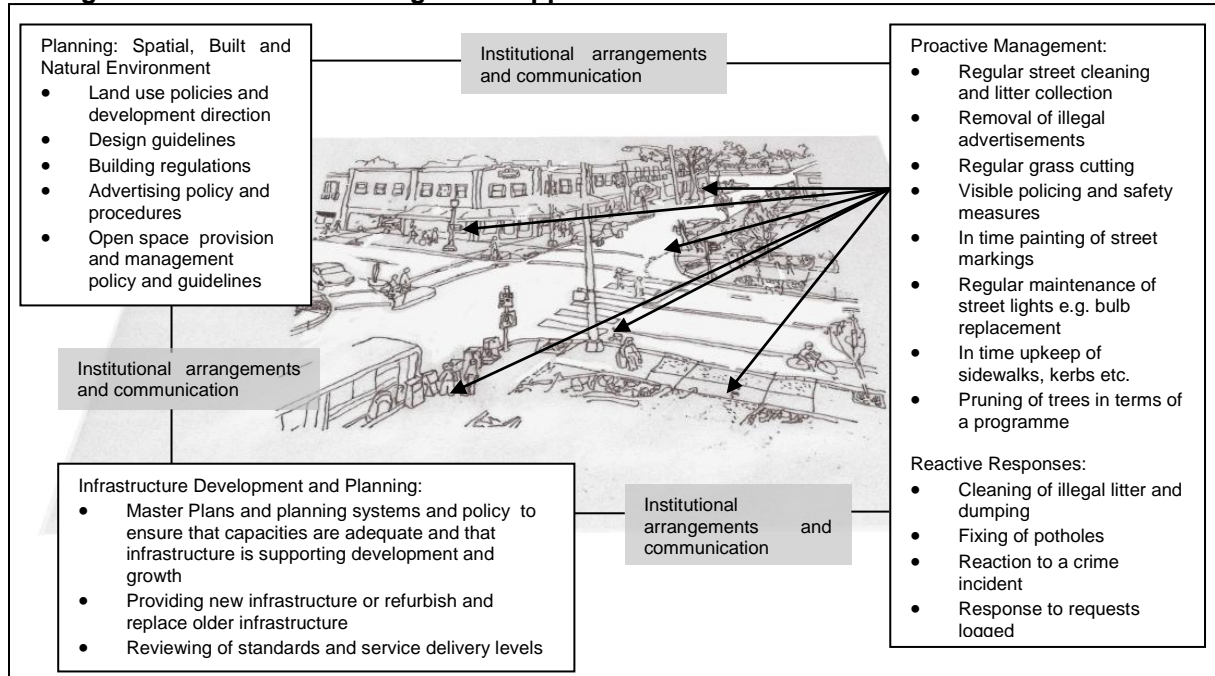 Planning: Spatial, Built and
Natural Environment
• Land use policies and
development direction
• Design guidelines
• Building regulations
• Advertising policy and
procedures
• Open space provision
and management
policy and guidelines
Institutional arrangements
and communication
Proactive Management:
• Regular street cleaning
and litter collection
• Removal of illegal
advertisements
• Regular grass cutting
• Visible policing and safety
measures
• In time painting of street
markings
• Regular maintenance of
street lights e.g. bulb
replacement
• In time upkeep of
sidewalks, kerbs etc.
• Pruning of trees in terms of
a programme
Reactive Responses:
• Cleaning of illegal litter and
dumping
• Fixing of potholes
• Reaction to a crime
incident
• Response to requests
logged
Institutional arrangements
and communication
Infrastructure Development and Planning:
• Master Plans and planning systems and policy to
ensure that capacities are adequate and that
infrastructure is supporting development and
growth
• Providing new infrastructure or refurbish and
replace older infrastructure
• Reviewing of standards and service delivery levels
Institutional
arrangements and
communication